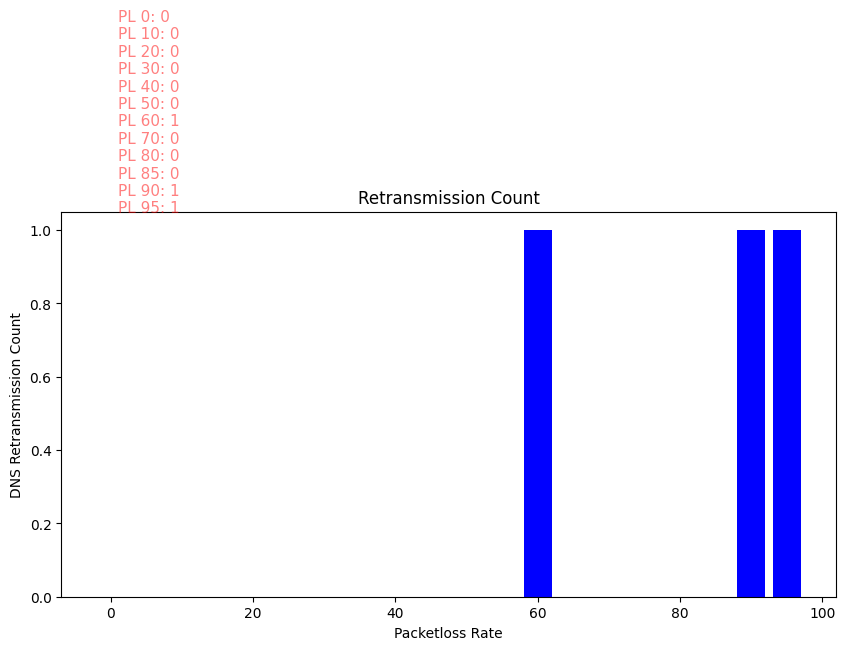 PL 0: 0
PL 10: 0
PL 20: 0
PL 30: 0
PL 40: 0
PL 50: 0
PL 60: 1
PL 70: 0
PL 80: 0
PL 85: 0
PL 90: 1
PL 95: 1
Retransmission Count
1.0
0.8
0.6
0.4
0.2
0.0
DNS Retransmission Count
0 20 40 60 80 100
Packetloss Rate